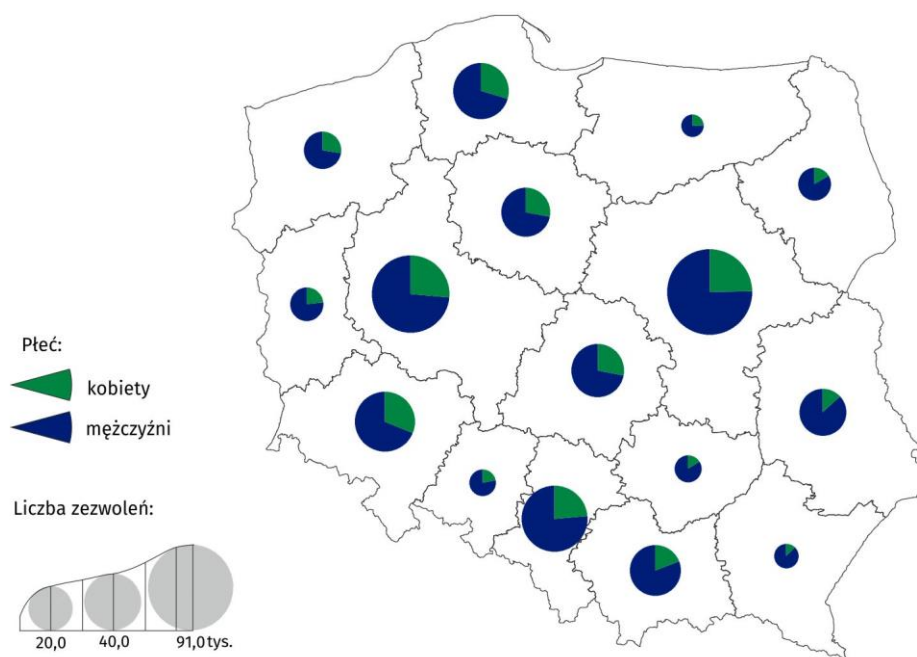 Płeć:
kobiety
mężczyźni
Liczba zezwoleń:
20,0 40,0 91,0 tys.